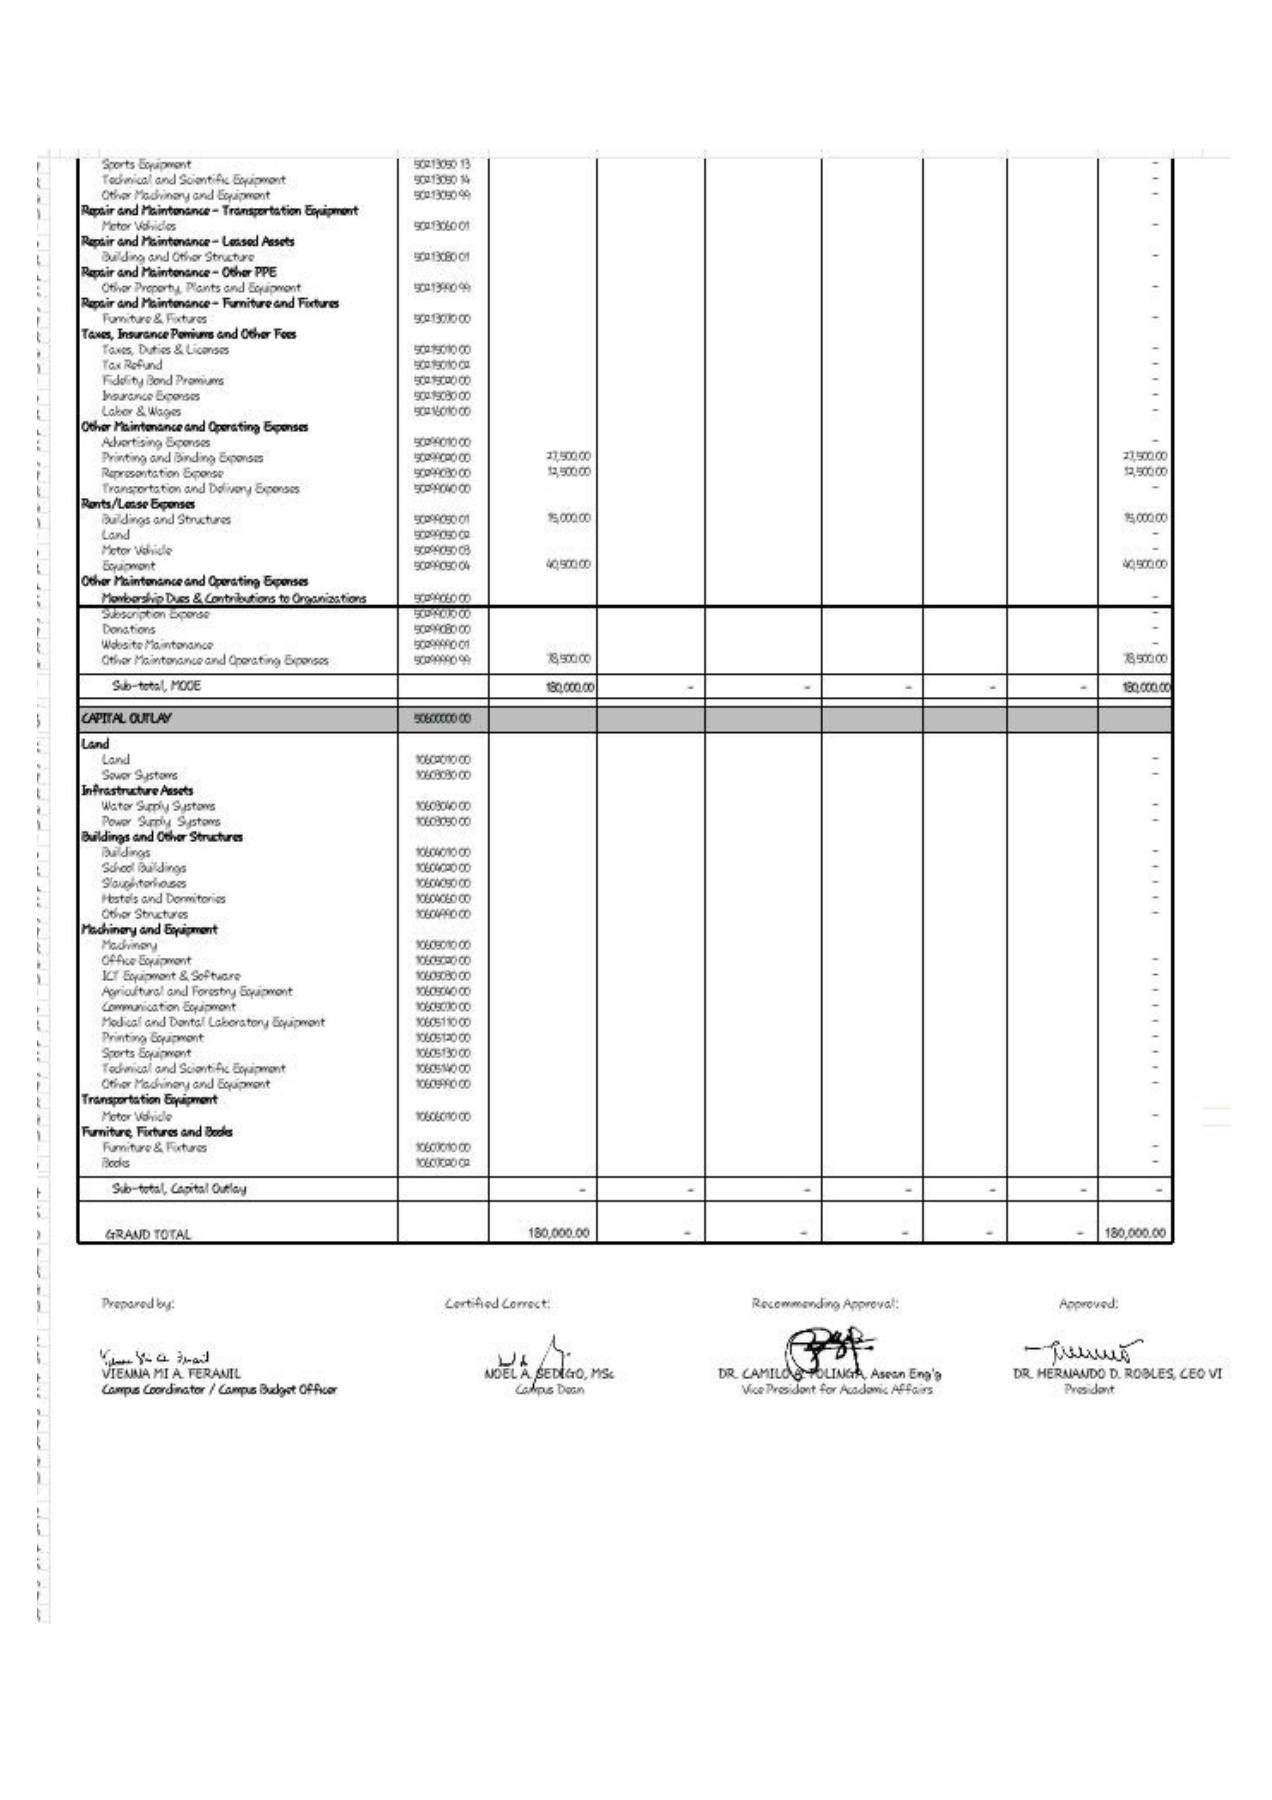 Sports Equipment 50213050 13 -
Technical and Scientific Equipment 50213050 14 -
Other Machinery and Equipment 50213050 99 -
Repair and Maintenance - Transportation Equipment
Motor Vehicles 50213060 01 -
Repair and Maintenance - Leased Assets
Building and Other Structure 50213080 01 -
Repair and Maintenance - Other PPE
Other Property, Plants and Equipment 50213990 99 -
Repair and Maintenance - Furniture and Fixtures
Furniture & Fixtures 50213070 00 -
Taxes, Insurance Pemiums and Other Fees
Taxes, Duties & Licenses 50215010 00 -
Tax Refund 50215010 02 -
Fidelity Bond Premiums 50215020 00 -
Insurance Expenses 50215030 00 -
Labor & Wages 50216010 00 -
Other Maintenance and Operating Expenses
Advertising Expenses 50299010 00 -
Printing and Binding Expenses 50299020 00 27,500.00 27,500.00
Representation Expense 50299030 00 12,500.00 12,500.00
Transportation and Delivery Expenses 50299040 00 -
Rents/Lease Expenses
Buildings and Structures 50299050 01 15,000.00 15,000.00
Land 50299050 02 -
Motor Vehicle 50299050 03 -
Equipment 50299050 04 40,500.00 40,500.00
Other Maintenance and Operating Expenses
Membership Dues & Contributions to Organizations 50299060 00 -
Subscription Expense 50299070 00 -
Donations 50299080 00 -
Website Maintenance 50299990 01 -
Other Maintenance and Operating Expenses 50299990 99 78,500.00 78,500.00
Sub-total, MOOE 180,000.00 - - - - - 180,000.00
CAPITAL OUTLAY 50600000 00
Land
Land 10602010 00 -
Sewer Systems 10603030 00 -
Infrastructure Assets
Water Supply Systems 10603040 00 -
Power Supply Systems 10603050 00 -
Buildings and Other Structures
Buildings 10604010 00 -
School Buildings 10604020 00 -
Slaughterhouses 10604050 00 -
Hostels and Dormitories 10604060 00 -
Other Structures 10604990 00 -
Machinery and Equipment
Machinery 10605010 00
Office Equipment 10605020 00 -
ICT Equipment & Software 10605030 00 -
Agricultural and Forestry Equipment 10605040 00 -
Communication Equipment 10605070 00 -
Medical and Dental Laboratory Equipment 10605110 00 -
Printing Equipment 10605120 00 -
Sports Equipment 10605130 00 -
Technical and Scientific Equipment 10605140 00 -
Other Machinery and Equipment 10605990 00 -
Transportation Equipment
Motor Vehicle 10606010 00 -
Furniture, Fixtures and Books
Furniture & Fixtures 10607010 00 -
Books 10607020 02 -
Sub-total, Capital Outlay - - - - - - -
GRAND TOTAL 180,000.00 - - - - - 180,000.00
Prepared by: Certified Correct: Recommending Approval: Approved:
VIENNA MI A. FERANIL NOEL A. SEDIGO, MSc DR. CAMILO B. POLINGA, Asean Eng'g DR. HERNANDO D. ROBLES, CEO VI
Campus Coordinator / Campus Budget Officer Campus Dean Vice President for Academic Affairs President